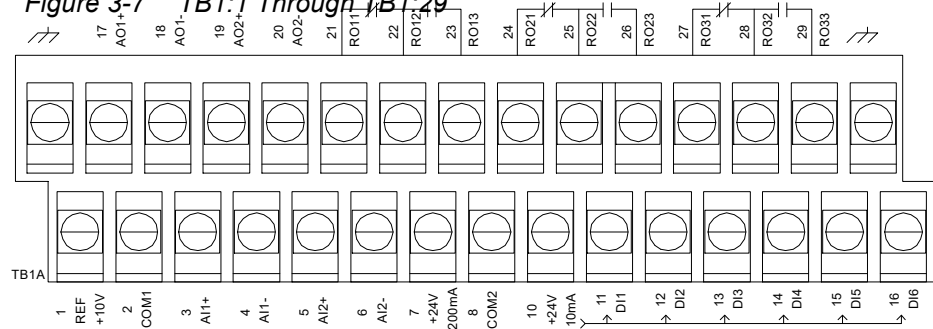 Figure 3-7 TB1:1 Through TB1:29
17 AO1+
18 AO1-
19 AO2+
20 AO2-
21 RO11
22 RO12
23 RO13
24 RO21
25 RO22
26 RO23
27 RO31
28 RO32
29 RO33
TB1A
1 REF +10V
2 COM1
3 AI1+
4 AI1-
5 AI2+
6 AI2-
7 +24V 200mA
8 COM2
10 +24V 10mA
11 DI1
12 DI2
13 DI3
14 DI4
15 DI5
16 DI6